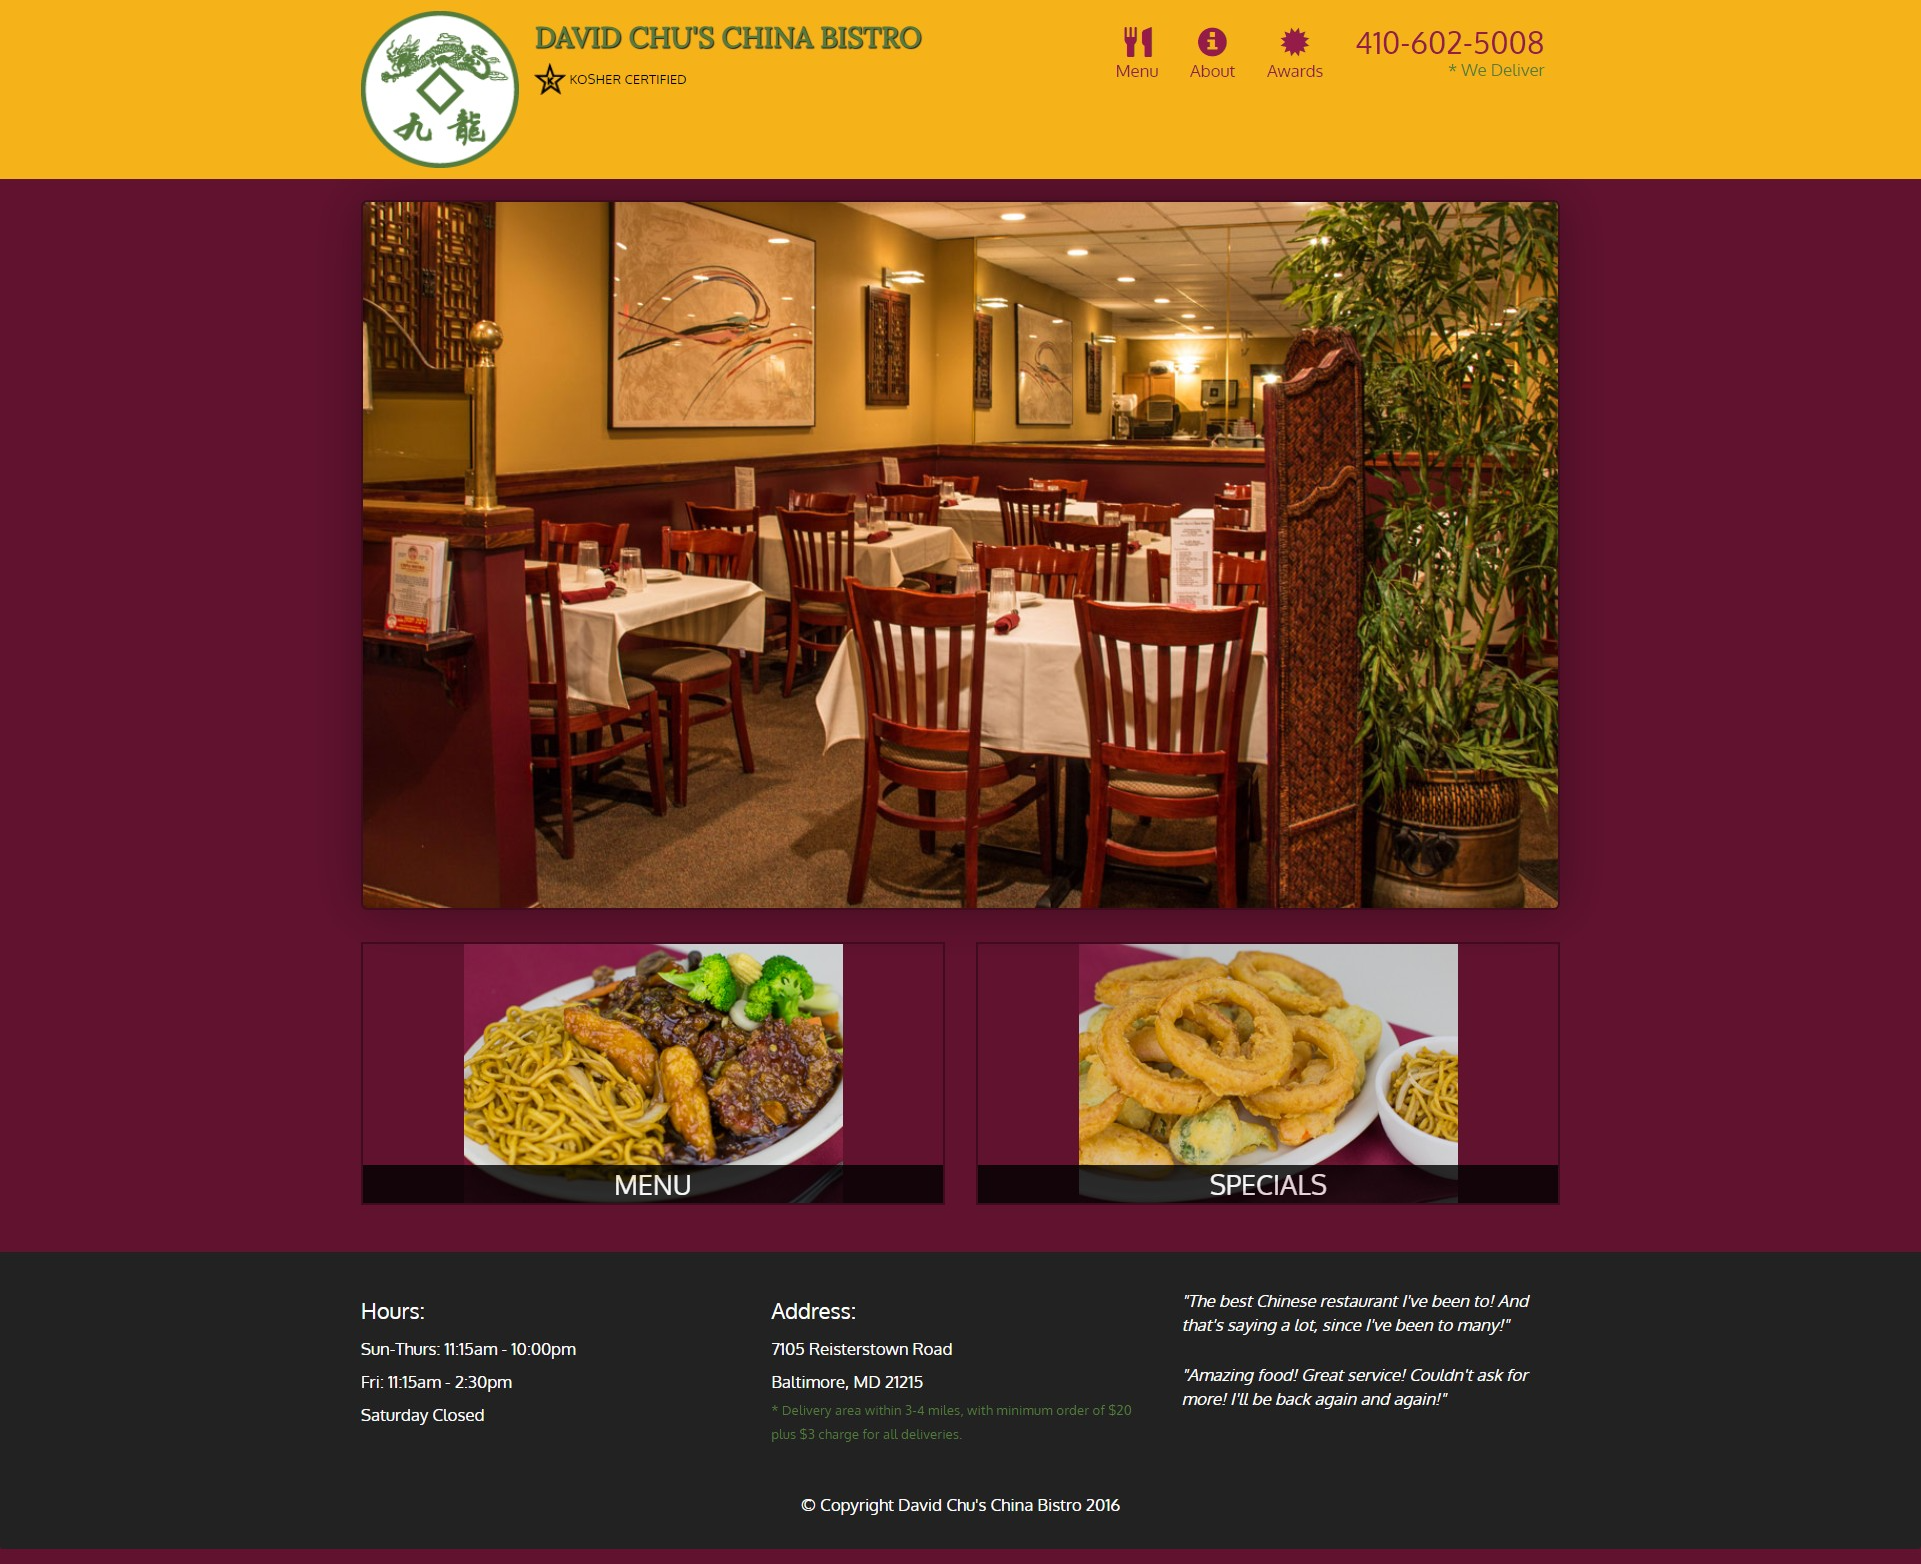 DAVID CHU'S CHINA BISTRO
KOSHER CERTIFIED
九龍
Menu
About
Awards
410-602-5008
* We Deliver
MENU
SPECIALS
Hours:
Sun-Thurs: 11:15am - 10:00pm
Fri: 11:15am - 2:30pm
Saturday Closed
Address:
7105 Reisterstown Road
Baltimore, MD 21215
* Delivery area within 3-4 miles, with minimum order of $20
plus $3 charge for all deliveries.
"The best Chinese restaurant I've been to! And
that's saying a lot, since I've been to many!"
"Amazing food! Great service! Couldn't ask for
more! I'll be back again and again!"
© Copyright David Chu's China Bistro 2016